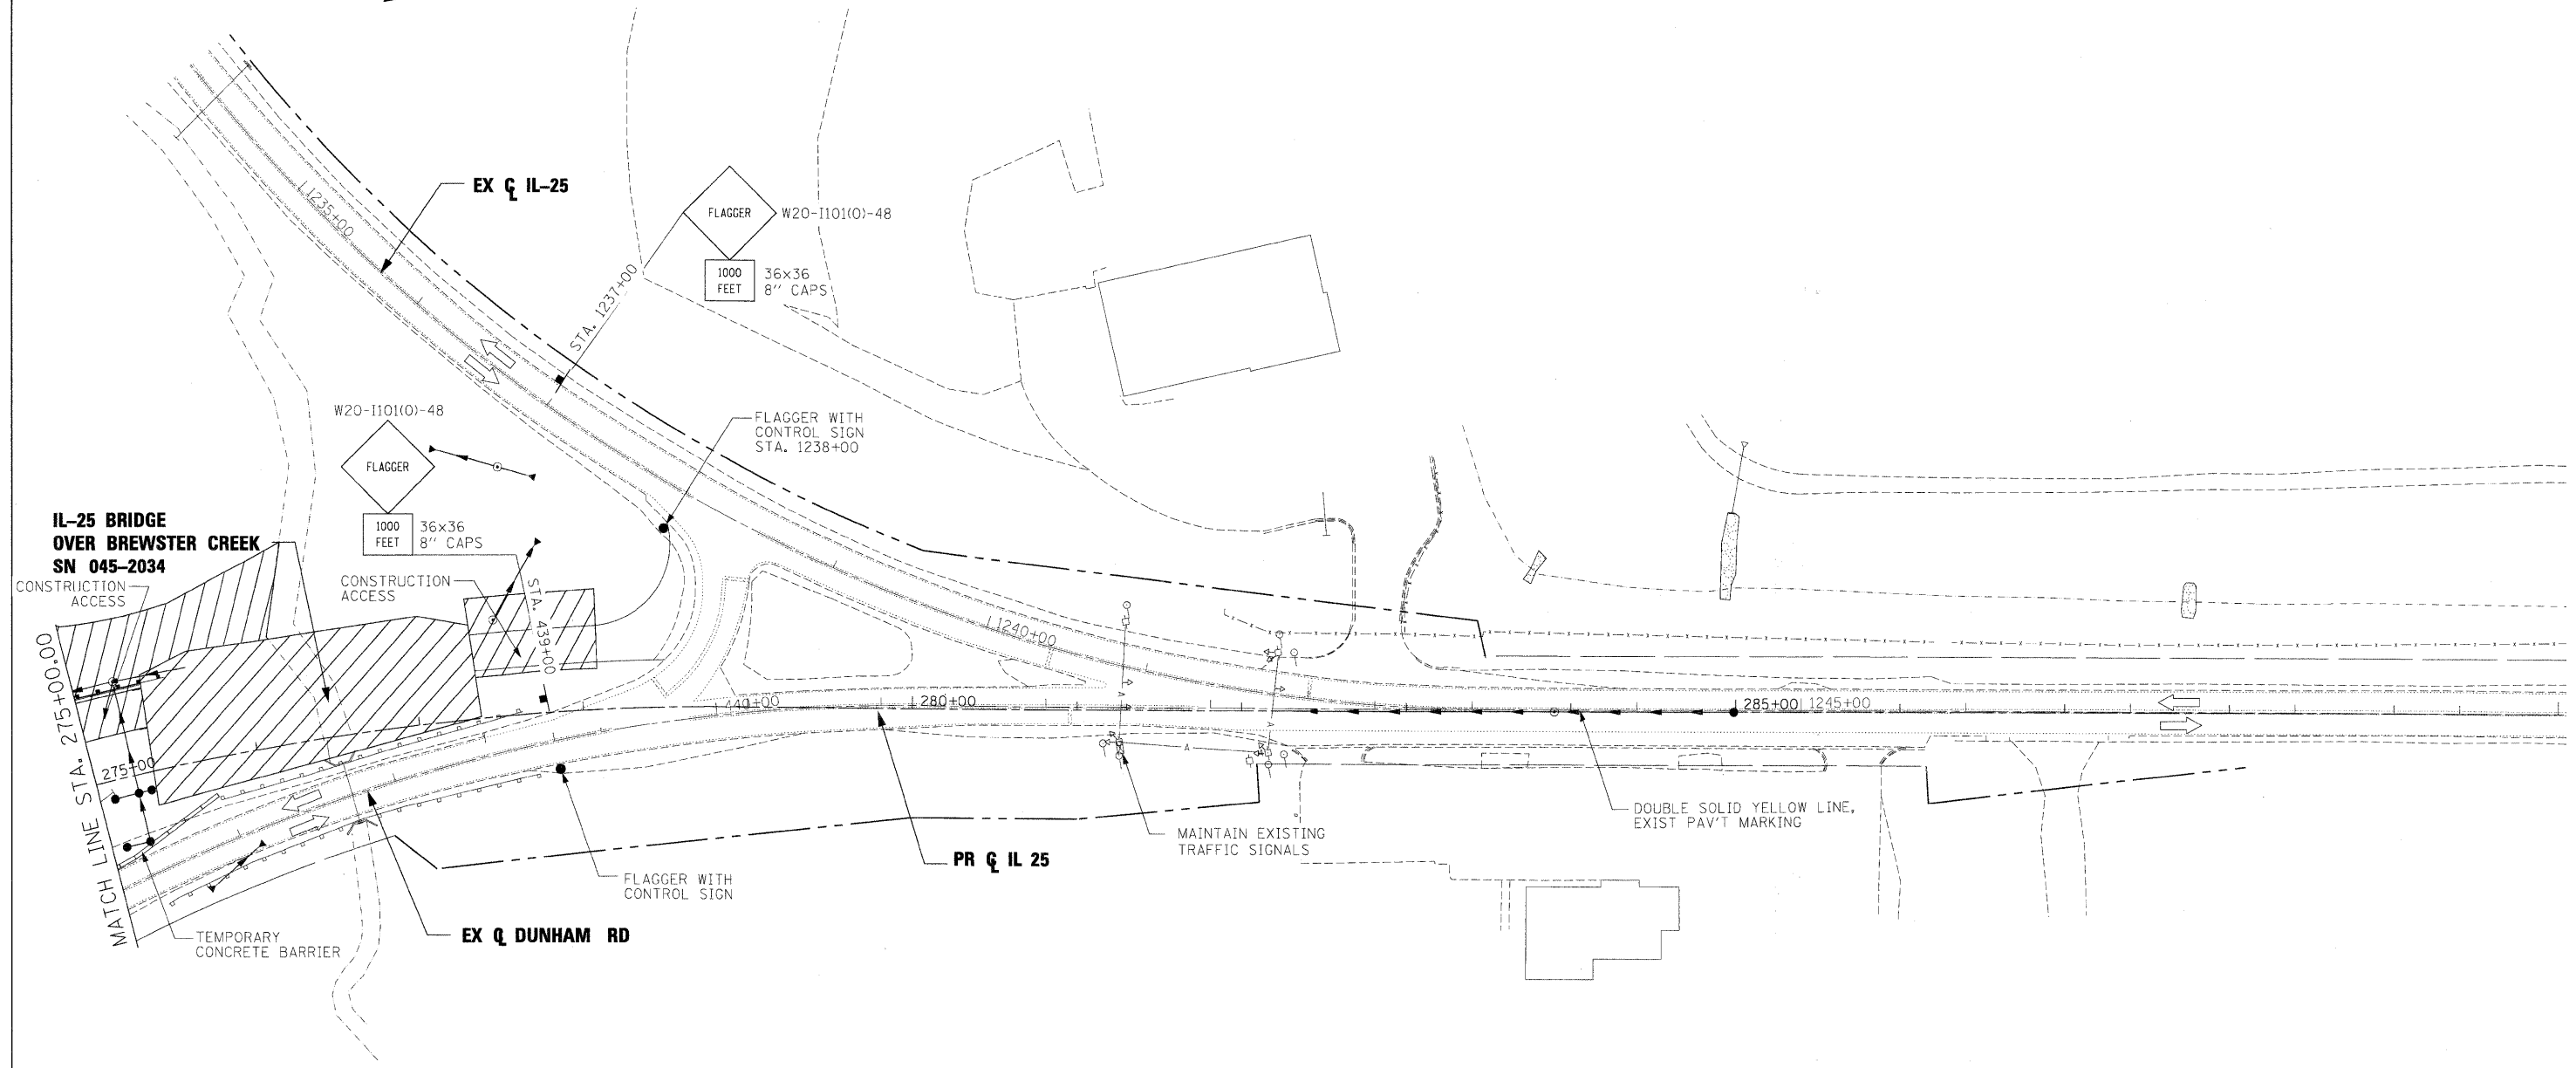 EX ℄ IL-25
1235+00
FLAGGER
W20-I101(O)-48
1000
FEET
36x36
8" CAPS
STA. 1237+00
W20-I101(O)-48
FLAGGER
1000
FEET
36x36
8" CAPS
FLAGGER WITH
CONTROL SIGN
STA. 1238+00
IL-25 BRIDGE
OVER BREWSTER CREEK
SN 045-2034
CONSTRUCTION
ACCESS
CONSTRUCTION
ACCESS
STA. 439+00
1240+00
440+00
280+00
285+00
1245+00
275+00
MATCH LINE STA. 275+00.00
A
A
A
DOUBLE SOLID YELLOW LINE,
EXIST PAV'T MARKING
MAINTAIN EXISTING
TRAFFIC SIGNALS
PR ℄ IL 25
FLAGGER WITH
CONTROL SIGN
EX ℄ DUNHAM RD
TEMPORARY
CONCRETE BARRIER